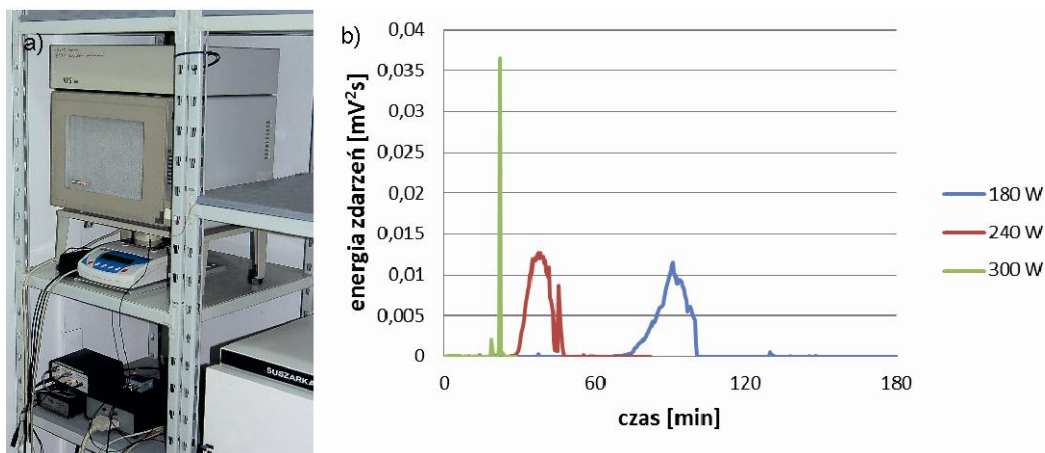 a)
SUSZARKA
b)
energia zdarzeń [mV²s]
0,04
0,035
0,03
0,025
0,02
0,015
0,01
0,005
0
0 60 120 180
czas [min]
180 W
240 W
300 W